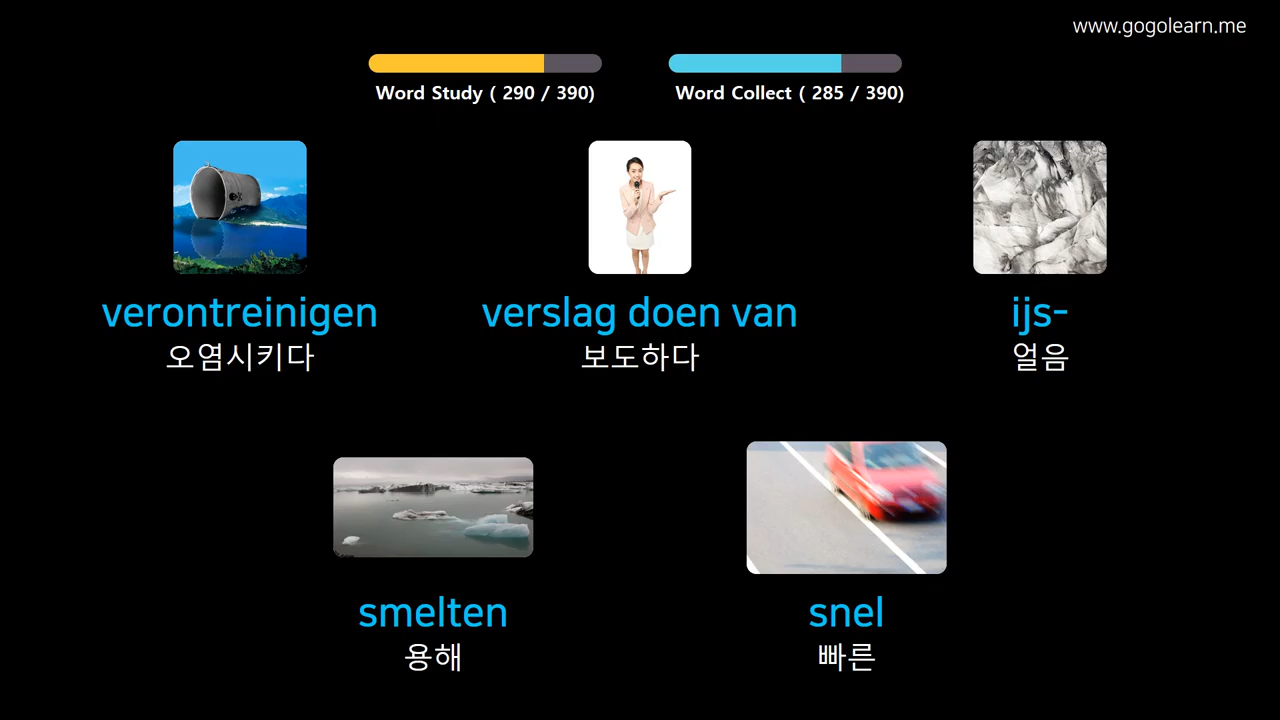 www.gogolearn.me
Word Study ( 290 / 390)
Word Collect ( 285 / 390)
verontreinigen
오염시키다
verslag doen van
보도하다
ijs-
얼음
smelten
용해
snel
빠른